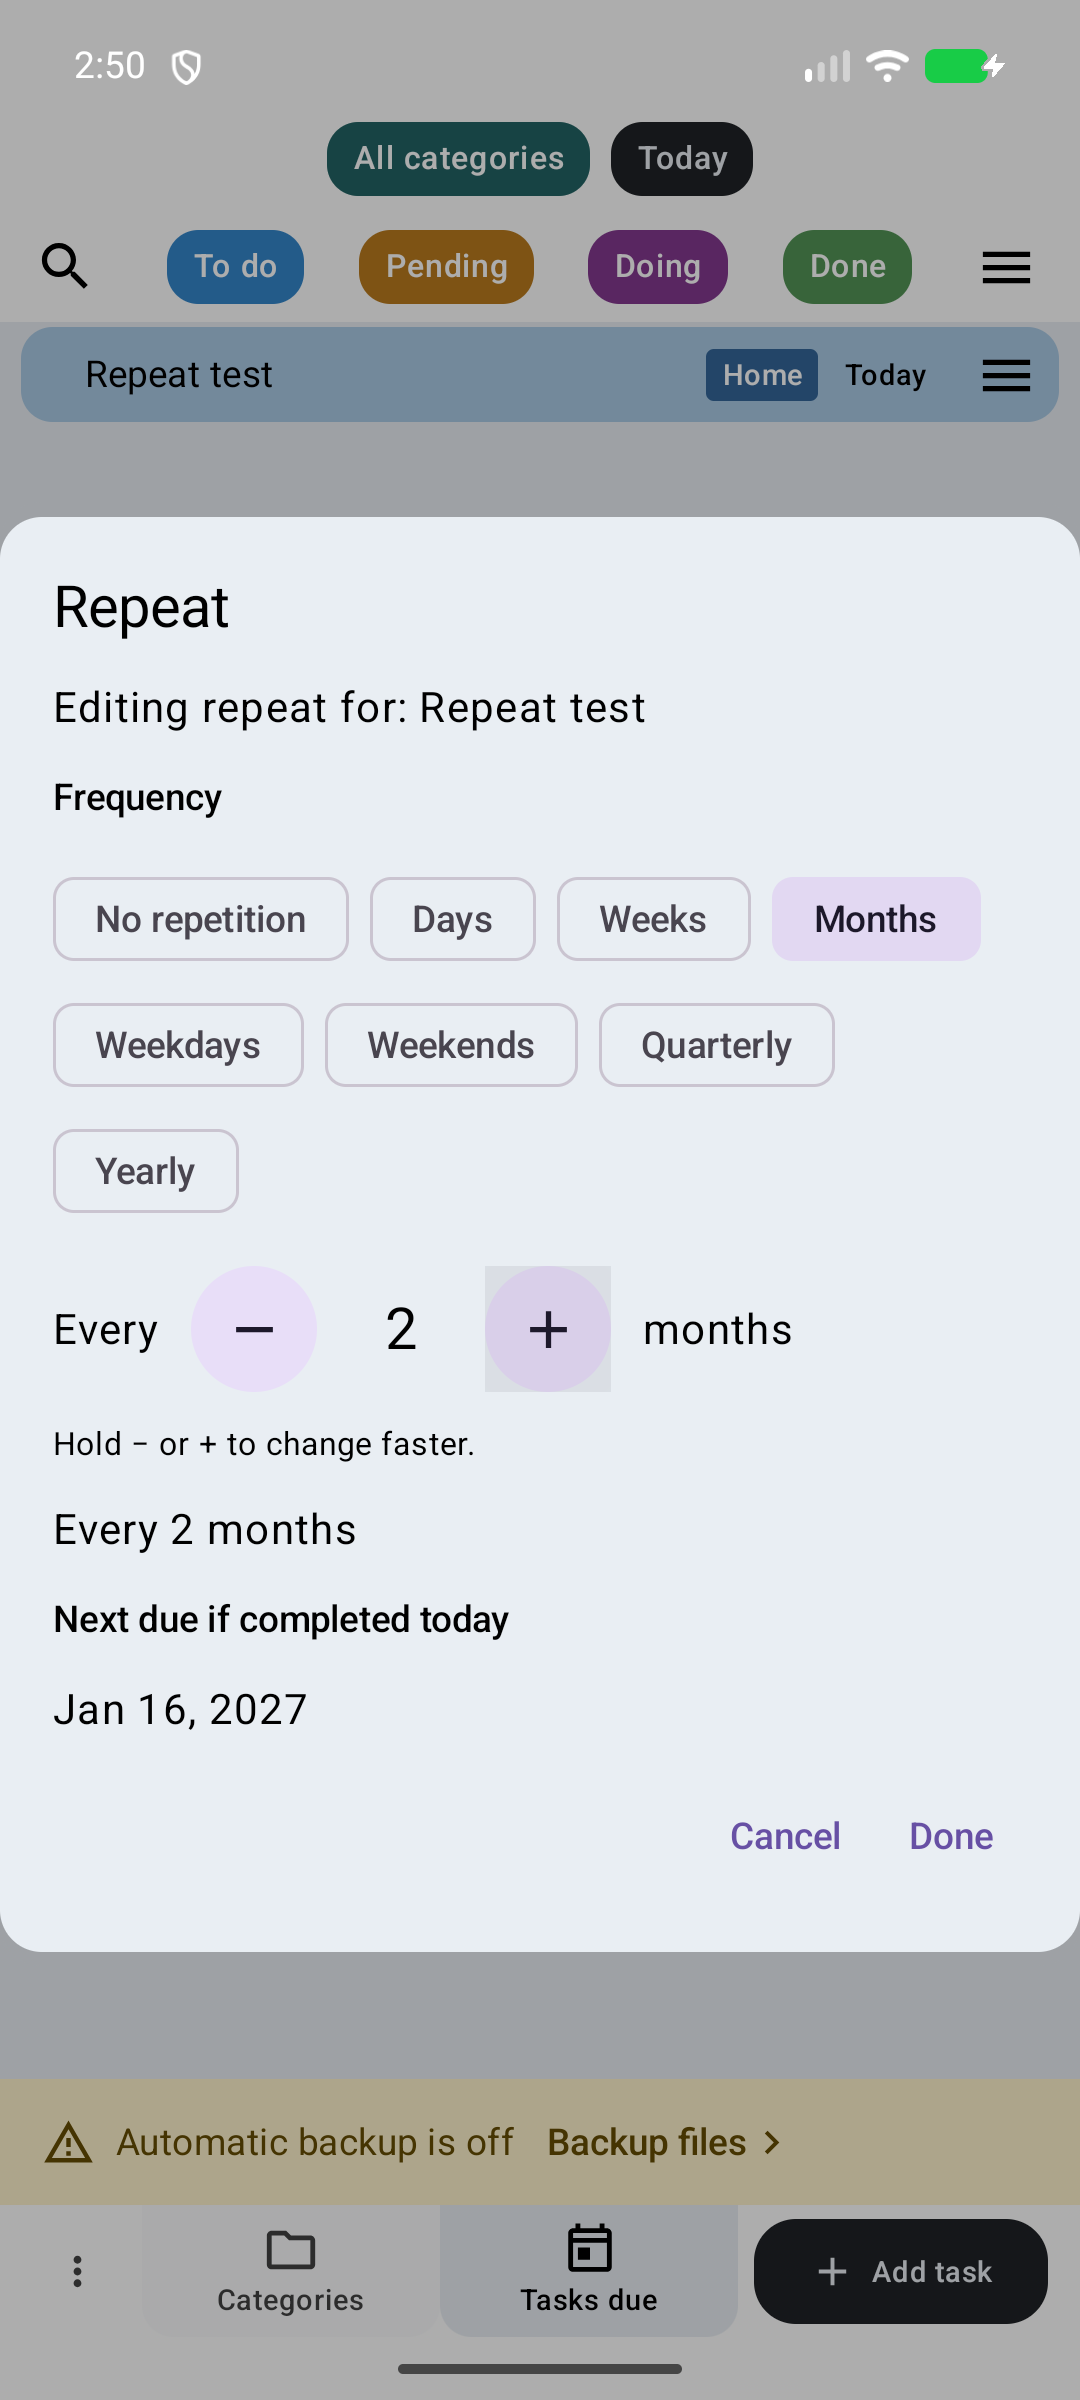 2:50
All categories Today
To do Pending Doing Done
Repeat test Home Today
Repeat
Editing repeat for: Repeat test
Frequency
No repetition Days Weeks Months
Weekdays Weekends Quarterly
Yearly
Every − 2 + months
Hold − or + to change faster.
Every 2 months
Next due if completed today
Jan 16, 2027
Cancel Done
Automatic backup is off Backup files
Categories Tasks due + Add task